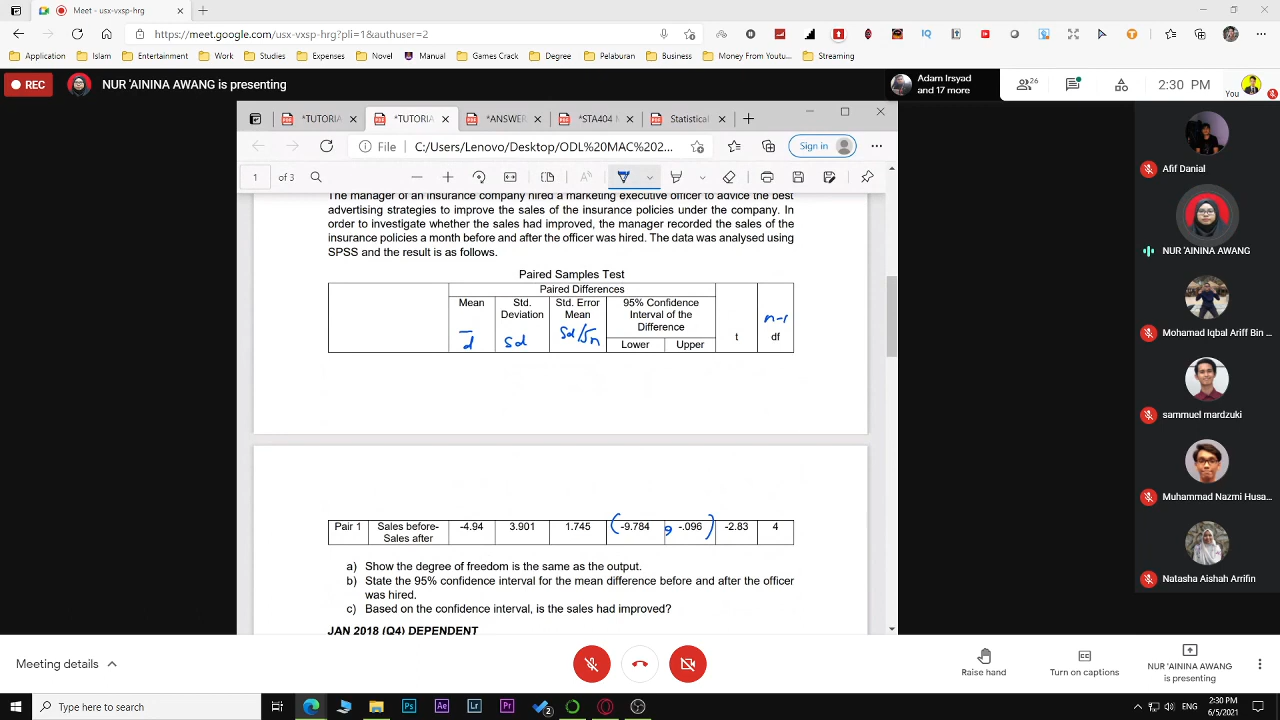 Meet - usx-vxsp-hrg
https://meet.google.com/usx-vxsp-hrg?pli=1&authuser=2
Application Islam Entertainment Work Studies Expenses Novel Manual Games Crack Degree Pelaburan Business Money From Youtu... Streaming
REC NUR 'AININA AWANG is presenting
Adam Irsyad
and 17 more
26
2:30 PM
You
*TUTORIA *TUTORIA *ANSWER *STA404 M Statistical
File C:/Users/Lenovo/Desktop/ODL%20MAC%202... Sign in
1 of 3
The manager of an insurance company hired a marketing executive officer to advice the best
advertising strategies to improve the sales of the insurance policies under the company. In
order to investigate whether the sales had improved, the manager recorded the sales of the
insurance policies a month before and after the officer was hired. The data was analysed using
SPSS and the result is as follows.
Paired Samples Test
Paired Differences
Mean Std. Deviation Std. Error Mean 95% Confidence Interval of the Difference
d̄ Sd Sd/√n n-1
Lower Upper t df
Pair 1 Sales before- -4.94 3.901 1.745 (-9.784 , -.096) -2.83 4
Sales after
a) Show the degree of freedom is the same as the output.
b) State the 95% confidence interval for the mean difference before and after the officer
was hired.
c) Based on the confidence interval, is the sales had improved?
JAN 2018 (Q4) DEPENDENT
Afif Danial
NUR 'AININA AWANG
Mohamad Iqbal Ariff Bin ...
sammuel mardzuki
Muhammad Nazmi Husa...
Natasha Aishah Arrifin
Meeting details
Raise hand
Turn on captions
NUR 'AININA AWANG
is presenting
Type here to search
Ps Ae Lr Pr 2
ENG
2:30 PM
6/5/2021